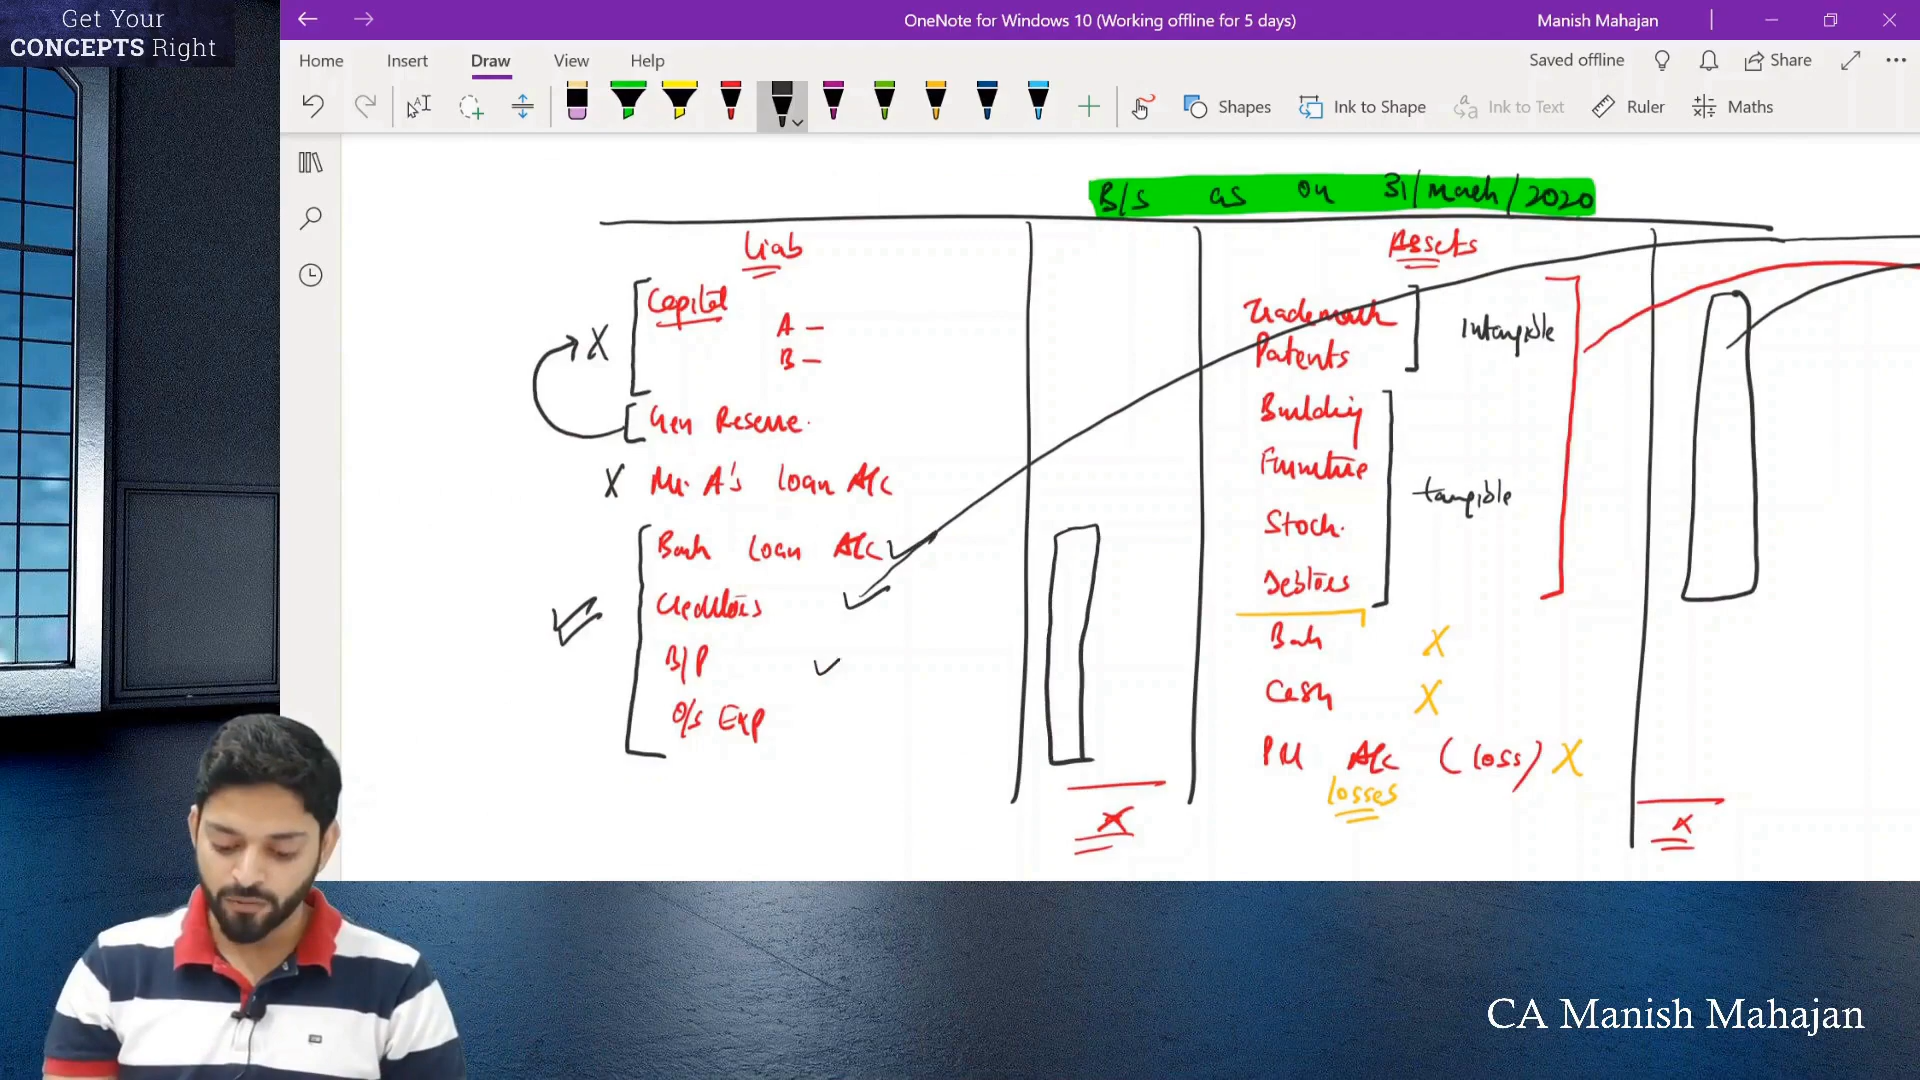 Get Your
CONCEPTS Right
OneNote for Windows 10 (Working offline for 5 days)
Manish Mahajan
Home Insert Draw View Help
Saved offline
Share
Shapes
Ink to Shape
Ink to Text
Ruler
Maths
B/S as on 31/March/2020
Liab
Capital
A –
B –
X
Gen Reserve.
X Mr. A's Loan A/c
Bank Loan A/c
Creditors
B/P
O/s Exp
X
Assets
Trademark
Patents
Intangible
Building
Furniture
Stock.
Debtors
tangible
Bank X
Cash X
P/L A/c (loss) X
losses
X
CA Manish Mahajan